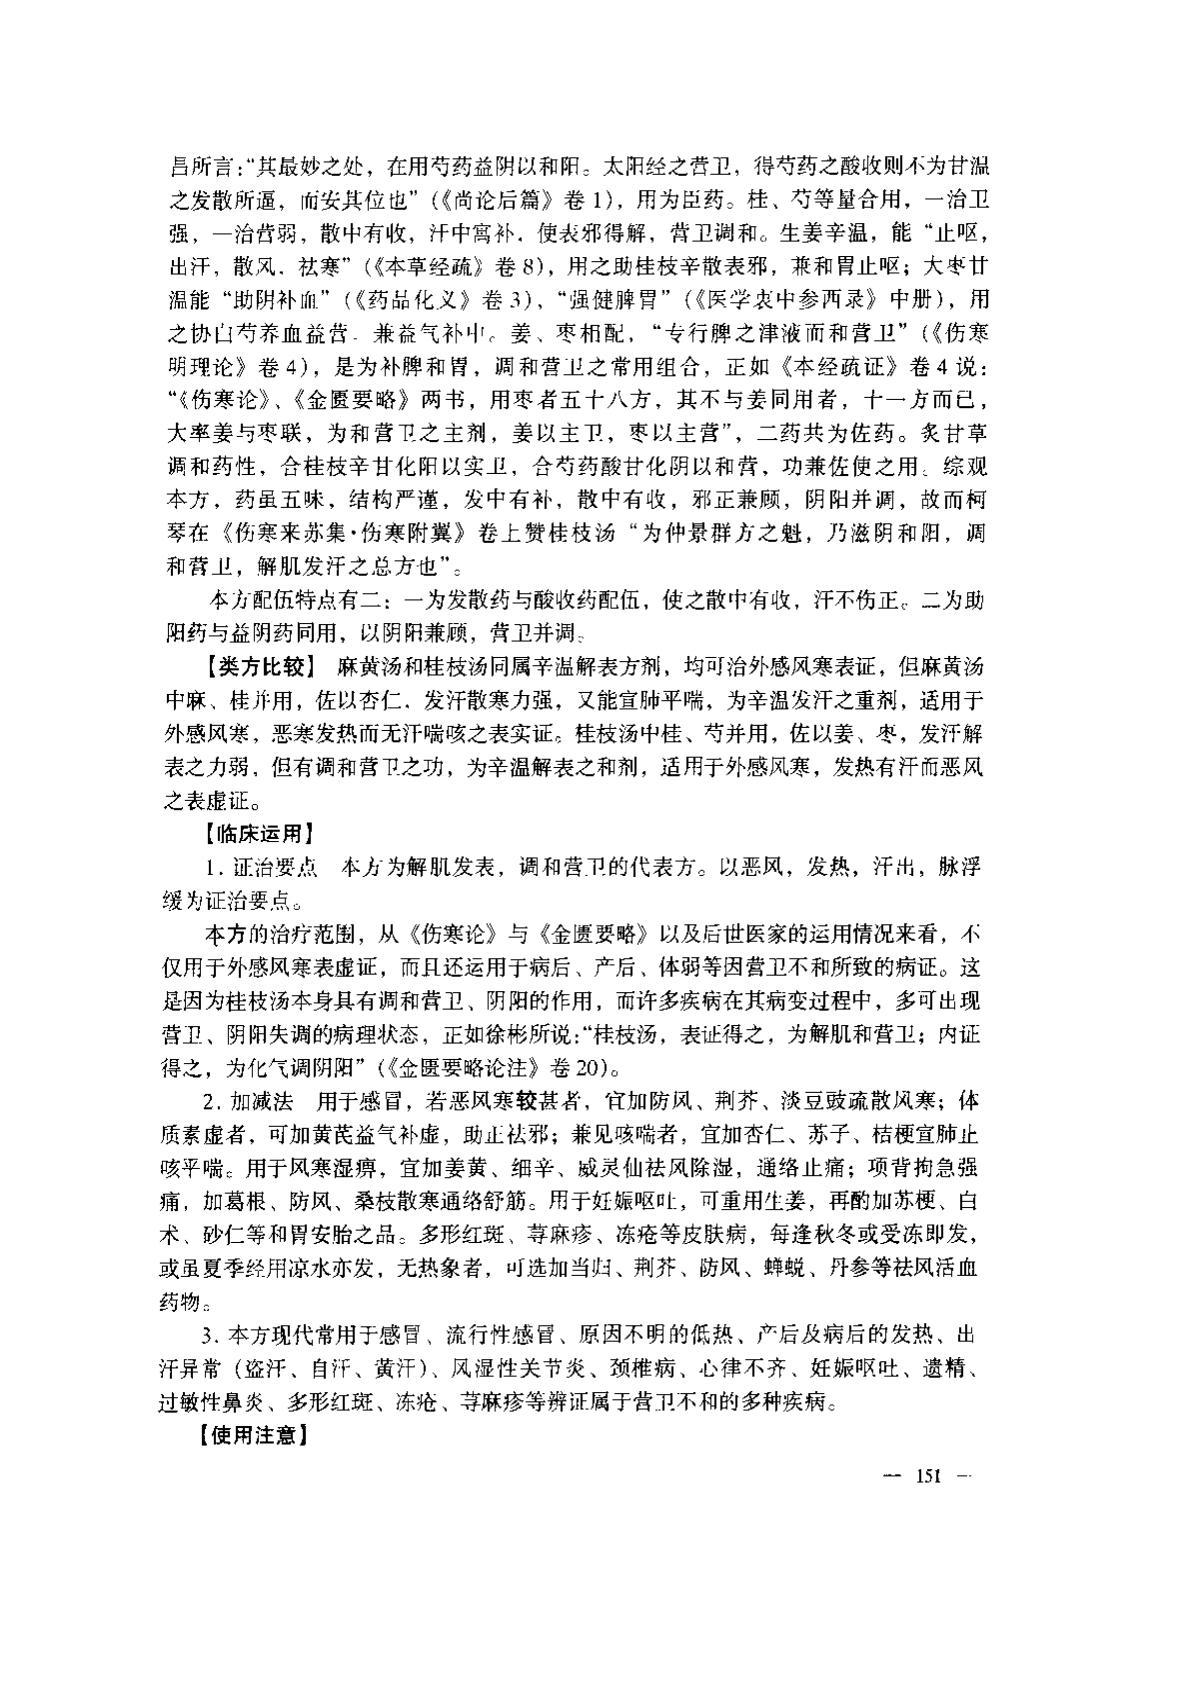 昌所言：“其最妙之处，在用芍药益阴以和阳。太阳经之营卫，得芍药之酸收则不为甘温
之发散所逼，而安其位也”（《尚论后篇》卷 1），用为臣药。桂、芍等量合用，一治卫
强，一治营弱，散中有收，汗中寓补，使表邪得解，营卫调和。生姜辛温，能“止呕，
出汗，散风，祛寒”（《本草经疏》卷 8），用之助桂枝辛散表邪，兼和胃止呕；大枣甘
温能“助阴补血”（《药品化义》卷 3），“强健脾胃”（《医学衷中参西录》中册），用
之协白芍养血益营，兼益气补中。姜、枣相配，“专行脾之津液而和营卫”（《伤寒
明理论》卷 4），是为补脾和胃，调和营卫之常用组合，正如《本经疏证》卷 4 说：
“《伤寒论》、《金匮要略》两书，用枣者五十八方，其不与姜同用者，十一方而已，
大率姜与枣联，为和营卫之主剂，姜以主卫，枣以主营”，二药共为佐药。炙甘草
调和药性，合桂枝辛甘化阳以实卫，合芍药酸甘化阴以和营，功兼佐使之用。综观
本方，药虽五味，结构严谨，发中有补，散中有收，邪正兼顾，阴阳并调，故而柯
琴在《伤寒来苏集·伤寒附翼》卷上赞桂枝汤“为仲景群方之魁，乃滋阴和阳，调
和营卫，解肌发汗之总方也”。
本方配伍特点有二：一为发散药与酸收药配伍，使之散中有收，汗不伤正。二为助
阳药与益阴药同用，以阴阳兼顾，营卫并调。
【类方比较】 麻黄汤和桂枝汤同属辛温解表方剂，均可治外感风寒表证，但麻黄汤
中麻、桂并用，佐以杏仁，发汗散寒力强，又能宣肺平喘，为辛温发汗之重剂，适用于
外感风寒，恶寒发热而无汗喘咳之表实证。桂枝汤中桂、芍并用，佐以姜、枣，发汗解
表之力弱，但有调和营卫之功，为辛温解表之和剂，适用于外感风寒，发热有汗而恶风
之表虚证。
【临床运用】
1. 证治要点 本方为解肌发表，调和营卫的代表方。以恶风，发热，汗出，脉浮
缓为证治要点。
本方的治疗范围，从《伤寒论》与《金匮要略》以及后世医家的运用情况来看，不
仅用于外感风寒表虚证，而且还运用于病后、产后、体弱等因营卫不和所致的病证。这
是因为桂枝汤本身具有调和营卫、阴阳的作用，而许多疾病在其病变过程中，多可出现
营卫、阴阳失调的病理状态，正如徐彬所说：“桂枝汤，表证得之，为解肌和营卫；内证
得之，为化气调阴阳”（《金匮要略论注》卷 20）。
2. 加减法 用于感冒，若恶风寒较甚者，宜加防风、荆芥、淡豆豉疏散风寒；体
质素虚者，可加黄芪益气补虚，助正祛邪；兼见咳喘者，宜加杏仁、苏子、桔梗宣肺止
咳平喘。用于风寒湿痹，宜加姜黄、细辛、威灵仙祛风除湿，通络止痛；项背拘急强
痛，加葛根、防风、桑枝散寒通络舒筋。用于妊娠呕吐，可重用生姜，再酌加苏梗、白
术、砂仁等和胃安胎之品。多形红斑、荨麻疹、冻疮等皮肤病，每逢秋冬或受冻即发，
或虽夏季经用凉水亦发，无热象者，可选加当归、荆芥、防风、蝉蜕、丹参等祛风活血
药物。
3. 本方现代常用于感冒、流行性感冒、原因不明的低热、产后及病后的发热、出
汗异常（盗汗、自汗、黄汗）、风湿性关节炎、颈椎病、心律不齐、妊娠呕吐、遗精、
过敏性鼻炎、多形红斑、冻疮、荨麻疹等辨证属于营卫不和的多种疾病。
【使用注意】
— 151 —